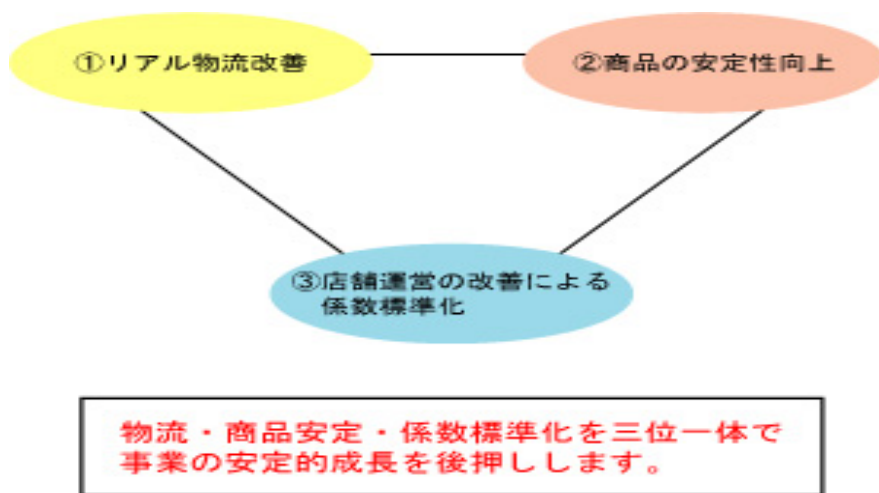 ①リアル物流改善
②商品の安定性向上
③店舗運営の改善による
係数標準化
物流・商品安定・係数標準化を三位一体で
事業の安定的成長を後押しします。